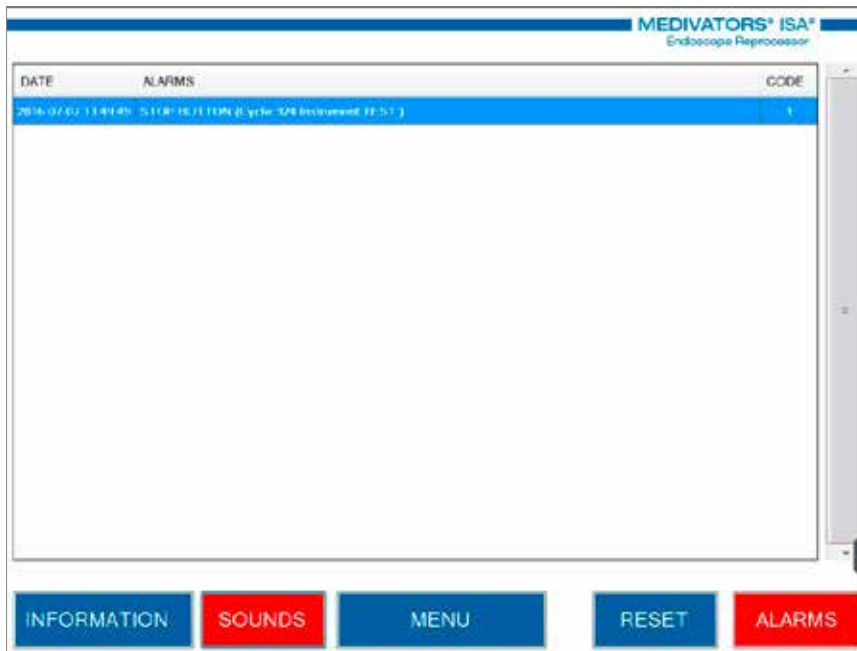 MEDIVATORS® ISA®
Endoscope Reprocessor
DATE ALARMS CODE
STOP BUTTON (Cycle 324 Instrument TEST ) 1
INFORMATION SOUNDS MENU RESET ALARMS